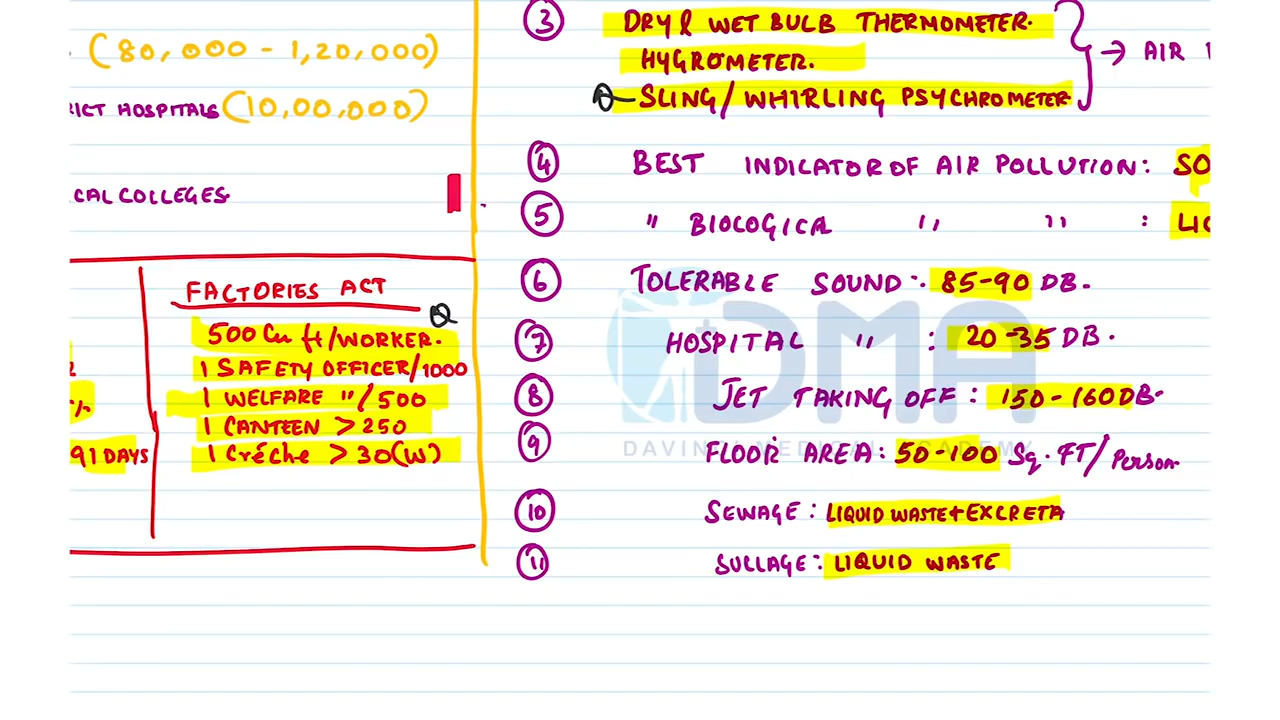 (80,000 - 1,20,000)
RICT HOSPITALS (10,00,000)
CAL COLLEGES
91 DAYS
FACTORIES ACT
500 Cu ft/WORKER.
1 SAFETY OFFICER/1000
1 WELFARE "/500
1 CANTEEN > 250
1 Créche > 30(W)
3 DRY & WET BULB THERMOMETER.
HYGROMETER.
SLING/WHIRLING PSYCHROMETER
→ AIR
4 BEST INDICATOR OF AIR POLLUTION: SO
5 " BIOLOGICAL " " : LIC
6 TOLERABLE SOUND: 85-90 DB.
7 HOSPITAL " : 20-35 DB.
8 JET TAKING OFF: 150-160DB.
9 FLOOR AREA: 50-100 Sq. FT/Person
10 SEWAGE: LIQUID WASTE+EXCRETA
11 SULLAGE: LIQUID WASTE
DMA
DAVINCI MEDICAL ACADEMY